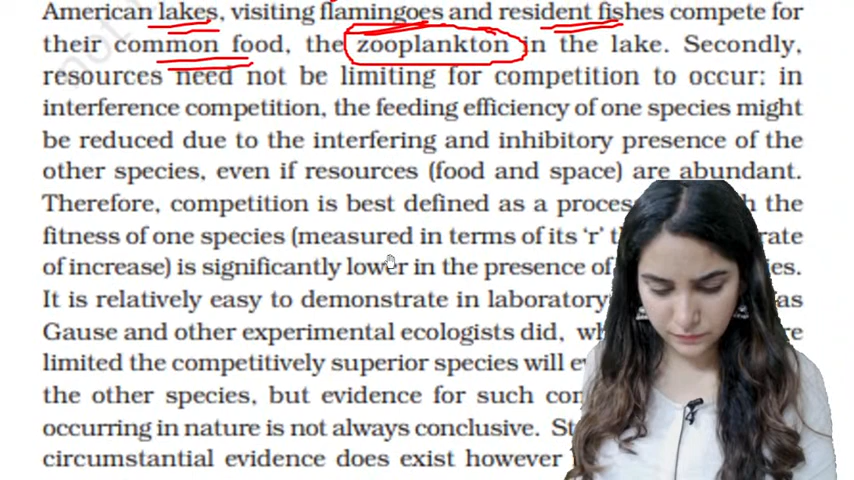 American lakes, visiting flamingoes and resident fishes compete for
their common food, the zooplankton in the lake. Secondly,
resources need not be limiting for competition to occur: in
interference competition, the feeding efficiency of one species might
be reduced due to the interfering and inhibitory presence of the
other species, even if resources (food and space) are abundant.
Therefore, competition is best defined as a the
fitness of one species (measured in terms of its ‘r’ rate
of increase) is significantly lower in the presence of
It is relatively easy to demonstrate in laboratory as
Gause and other experimental ecologists did,
limited the competitively superior species will
the other species, but evidence for such
occurring in nature is not always conclusive.
circumstantial evidence does exist however